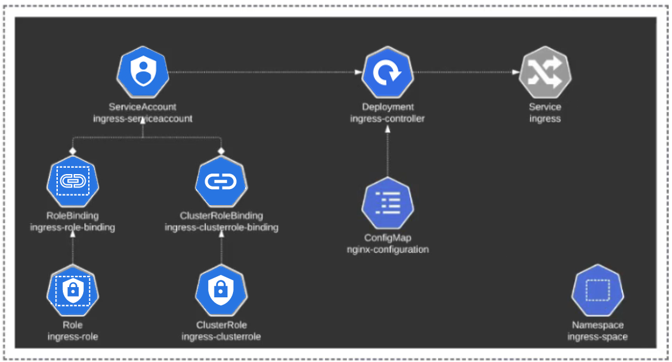 ServiceAccount
ingress-serviceaccount
Deployment
ingress-controller
Service
ingress
RoleBinding
ingress-role-binding
ClusterRoleBinding
ingress-clusterrole-binding
ConfigMap
nginx-configuration
Role
ingress-role
ClusterRole
ingress-clusterrole
Namespace
ingress-space